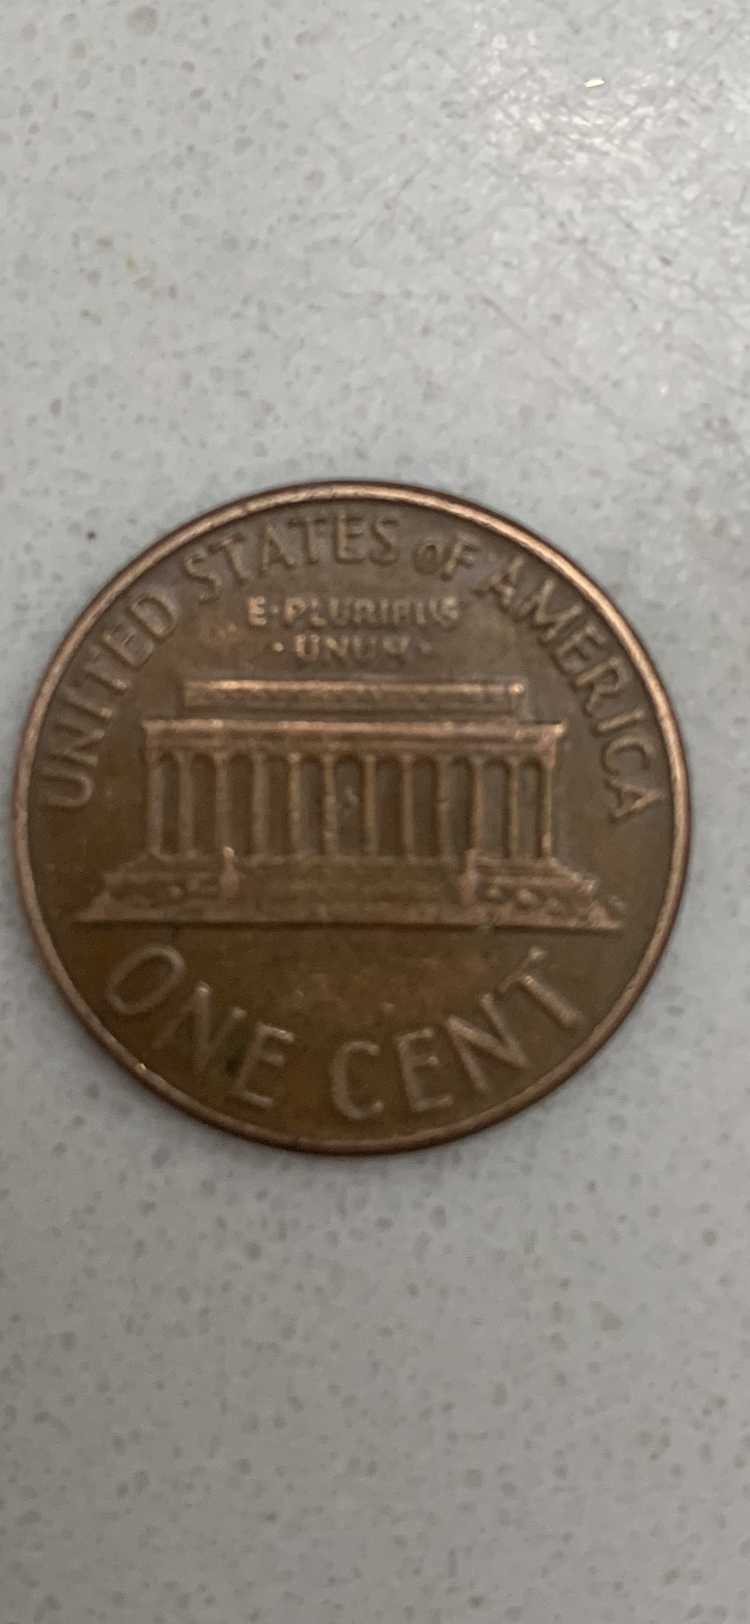 UNITED STATES OF AMERICA
E·PLURIBUS
·UNUM·
ONE CENT